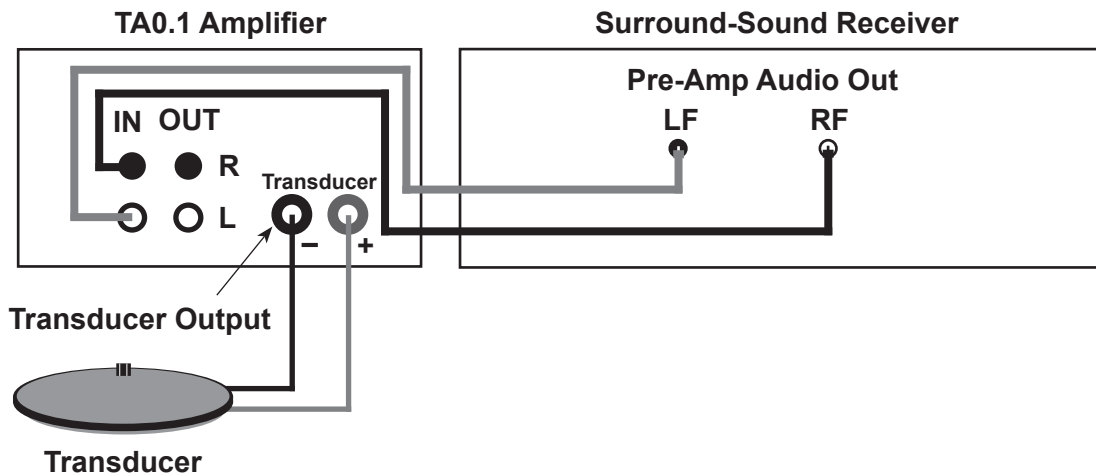 TA0.1 Amplifier
Surround-Sound Receiver
Pre-Amp Audio Out
LF RF
IN OUT
R
Transducer
L
− +
Transducer Output
Transducer